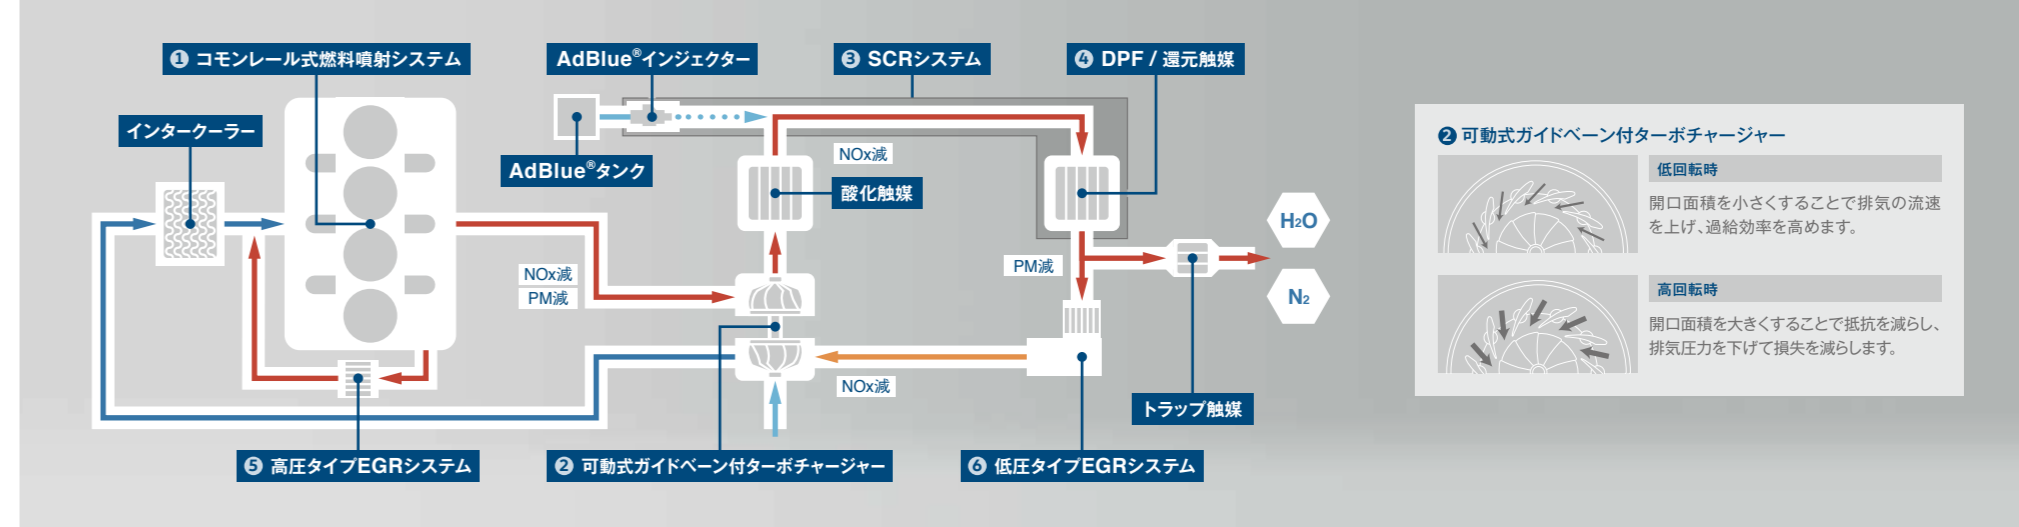 ❶ コモンレール式燃料噴射システム
AdBlue®インジェクター
❸ SCRシステム
❹ DPF / 還元触媒
インタークーラー
AdBlue®タンク
NOx減
酸化触媒
H2O
N2
NOx減
PM減
PM減
NOx減
トラップ触媒
❺ 高圧タイプEGRシステム
❷ 可動式ガイドベーン付ターボチャージャー
❻ 低圧タイプEGRシステム
❷ 可動式ガイドベーン付ターボチャージャー
低回転時
開口面積を小さくすることで排気の流速
を上げ、過給効率を高めます。
高回転時
開口面積を大きくすることで抵抗を減らし、
排気圧力を下げて損失を減らします。